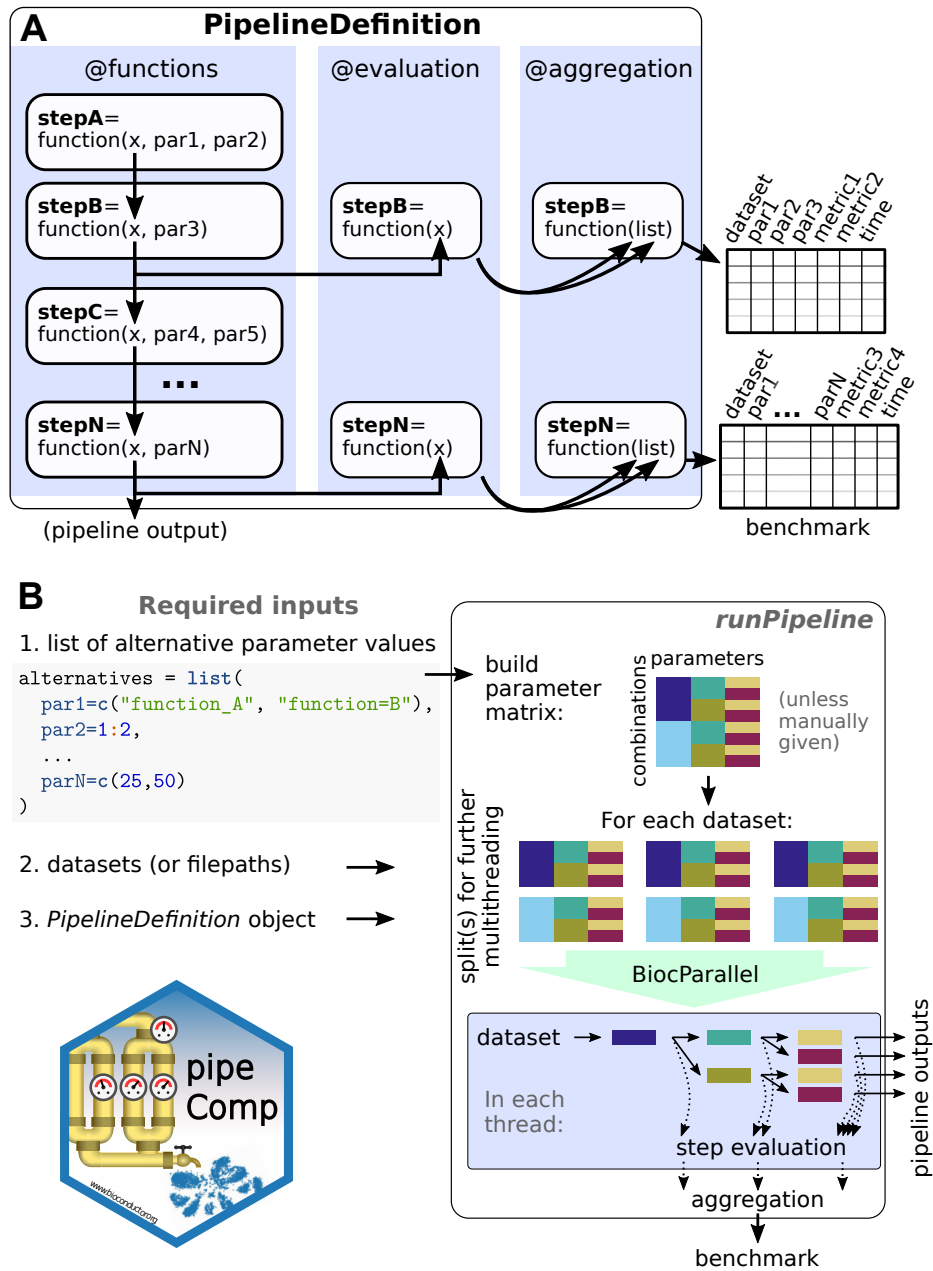 A
PipelineDefinition
@functions
@evaluation
@aggregation
stepA=
function(x, par1, par2)
stepB=
function(x, par3)
stepB=
function(x)
stepB=
function(list)
dataset
par1
par2
par3
metric1
metric2
time
stepC=
function(x, par4, par5)
...
stepN=
function(x, parN)
stepN=
function(x)
stepN=
function(list)
dataset
par1
...
parN
metric3
metric4
time
(pipeline output)
benchmark
B
Required inputs
1. list of alternative parameter values
alternatives = list(
par1=c("function_A", "function=B"),
par2=1:2,
...
parN=c(25,50)
)
2. datasets (or filepaths)
3. PipelineDefinition object
pipe
Comp
www.bioconductor.org
runPipeline
build
parameter
matrix:
parameters
combinations
(unless
manually
given)
For each dataset:
split(s) for further
multithreading
BiocParallel
dataset
In each
thread:
step evaluation
pipeline outputs
aggregation
benchmark